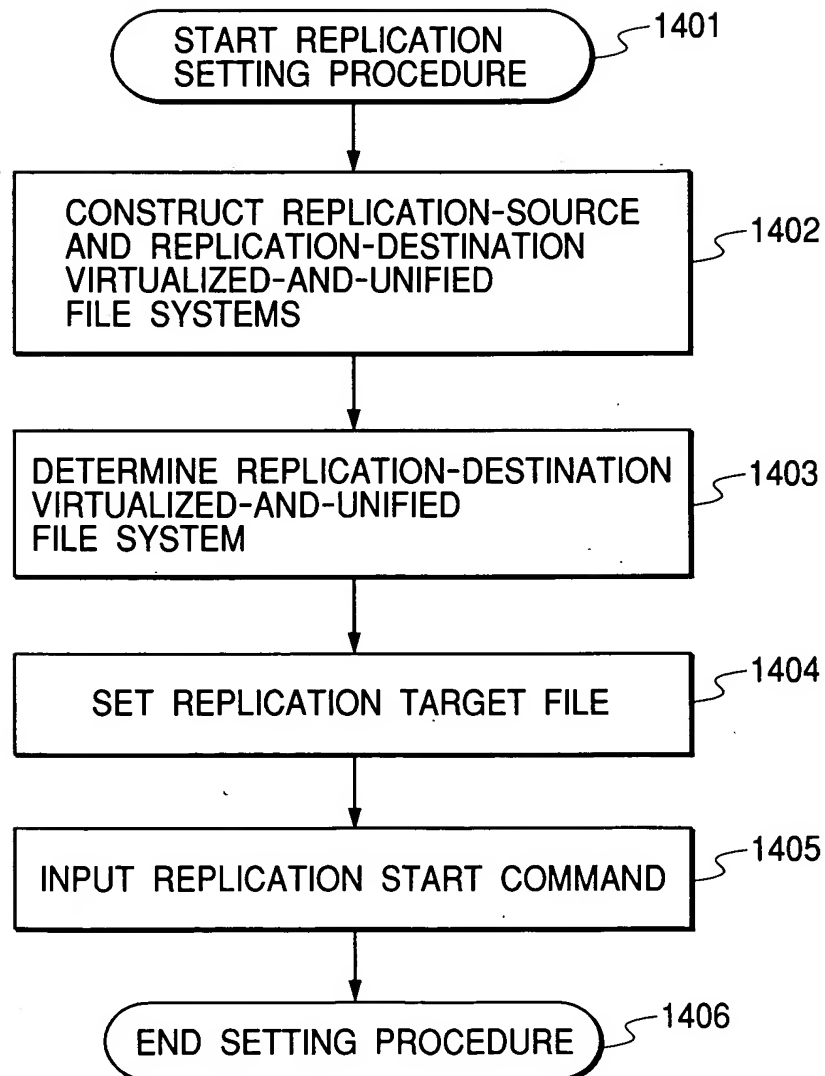 START REPLICATION
SETTING PROCEDURE
1401
CONSTRUCT REPLICATION-SOURCE
AND REPLICATION-DESTINATION
VIRTUALIZED-AND-UNIFIED
FILE SYSTEMS
1402
DETERMINE REPLICATION-DESTINATION
VIRTUALIZED-AND-UNIFIED
FILE SYSTEM
1403
SET REPLICATION TARGET FILE
1404
INPUT REPLICATION START COMMAND
1405
END SETTING PROCEDURE
1406